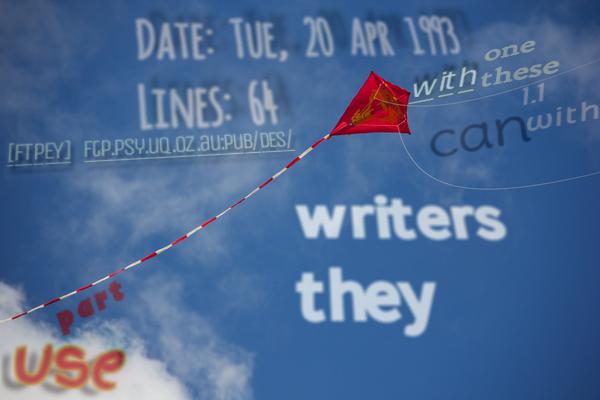 Date: Tue, 20 Apr 1993
Lines: 64
[FTPEY] FGP.PSY.UQ.OZ.AU:PUB/DES/
with one
these
1.1
can with
writers
they
part
use